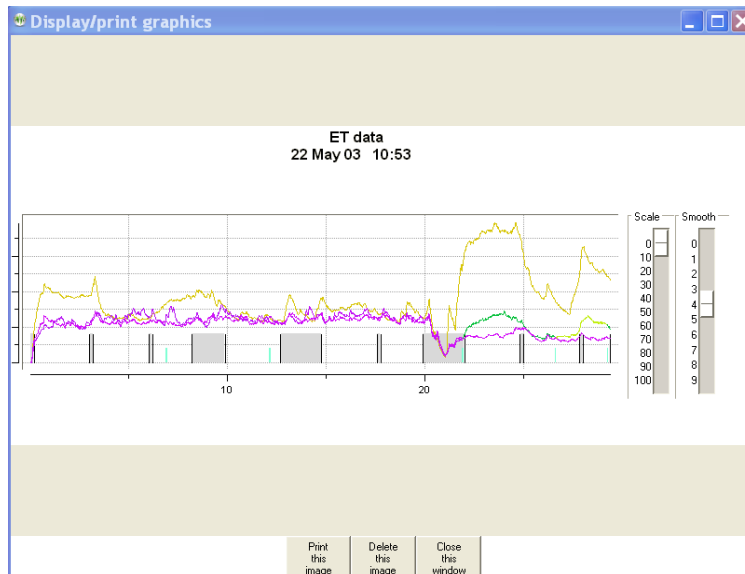 Display/print graphics
ET data
22 May 03 10:53
Scale
0
10
20
30
40
50
60
70
80
90
100
Smooth
0
1
2
3
4
5
6
7
8
9
10
20
Print
this
image
Delete
this
image
Close
this
window